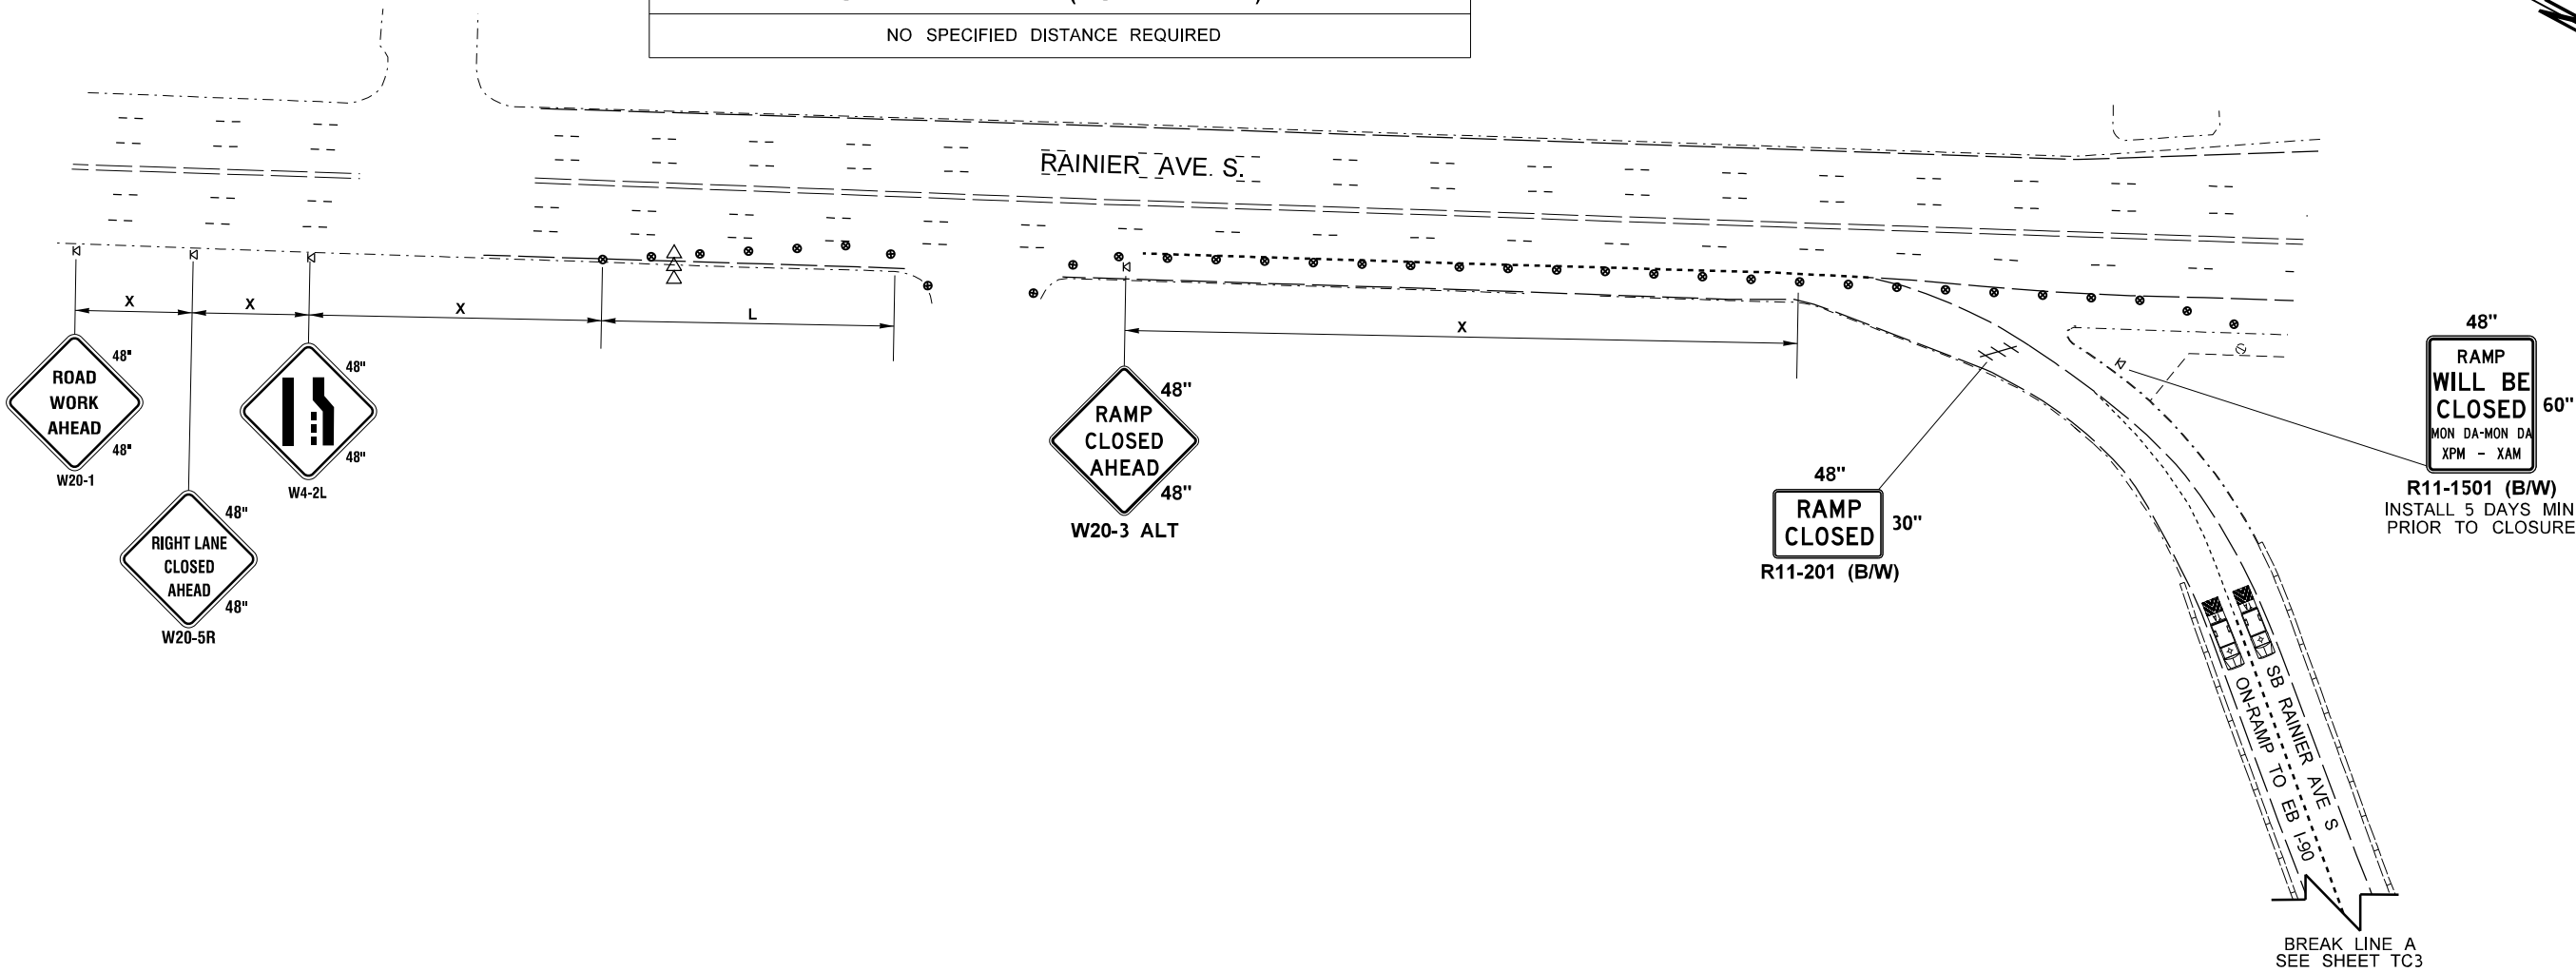 NO SPECIFIED DISTANCE REQUIRED
RAINIER AVE. S.
X
X
X
L
X
ROAD
WORK
AHEAD
48"
48"
W20-1
RIGHT LANE
CLOSED
AHEAD
48"
48"
W20-5R
48"
48"
W4-2L
RAMP
CLOSED
AHEAD
48"
48"
W20-3 ALT
48"
RAMP
CLOSED
30"
R11-201 (B/W)
48"
RAMP
WILL BE
CLOSED
MON DA-MON DA
XPM - XAM
60"
R11-1501 (B/W)
INSTALL 5 DAYS MIN
PRIOR TO CLOSURE
SB RAINIER AVE S
ON-RAMP TO EB I-90
BREAK LINE A
SEE SHEET TC3